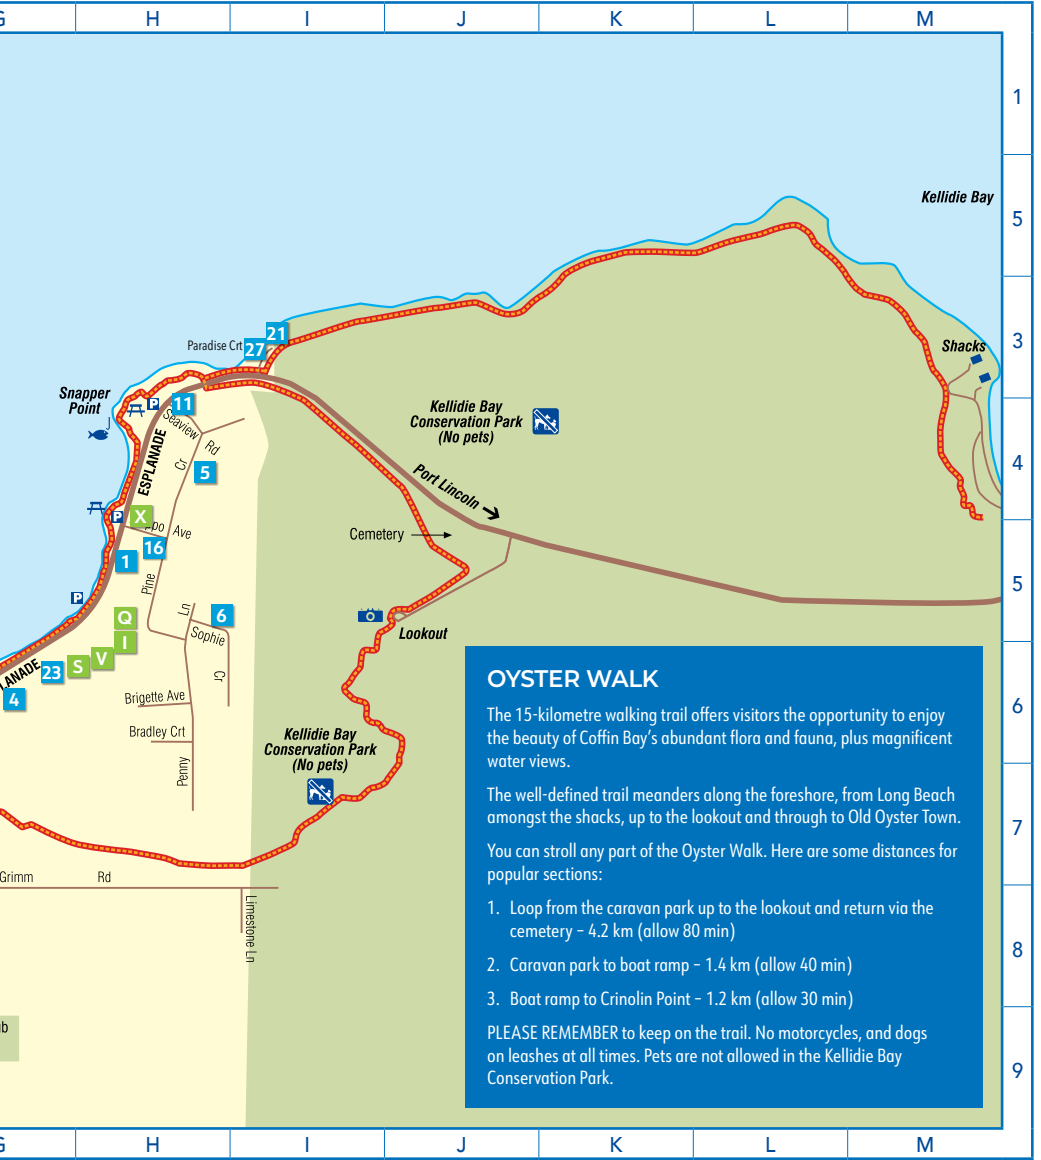 G H I J K L M
1
Kellidie Bay
5
21
Paradise Crt
27
3
Shacks
Snapper
Point
P
11
Kellidie Bay
Conservation Park
(No pets)
Seaview
Rd
ESPLANADE
Cr
4
5
Port Lincoln
P
X
Ave
Cemetery
16
1
Pine
5
P
Ln
Q
6
Sophie
I
Lookout
V
S
23
LANADE
4
Cr
OYSTER WALK
Brigette Ave
6
The 15-kilometre walking trail offers visitors the opportunity to enjoy
the beauty of Coffin Bay's abundant flora and fauna, plus magnificent
water views.
Bradley Crt
Kellidie Bay
Conservation Park
(No pets)
Penny
The well-defined trail meanders along the foreshore, from Long Beach
amongst the shacks, up to the lookout and through to Old Oyster Town.
7
You can stroll any part of the Oyster Walk. Here are some distances for
popular sections:
Grimm Rd
Limestone Ln
1. Loop from the caravan park up to the lookout and return via the
cemetery – 4.2 km (allow 80 min)
8
2. Caravan park to boat ramp – 1.4 km (allow 40 min)
3. Boat ramp to Crinolin Point – 1.2 km (allow 30 min)
ub
PLEASE REMEMBER to keep on the trail. No motorcycles, and dogs
on leashes at all times. Pets are not allowed in the Kellidie Bay
Conservation Park.
9
G H I J K L M